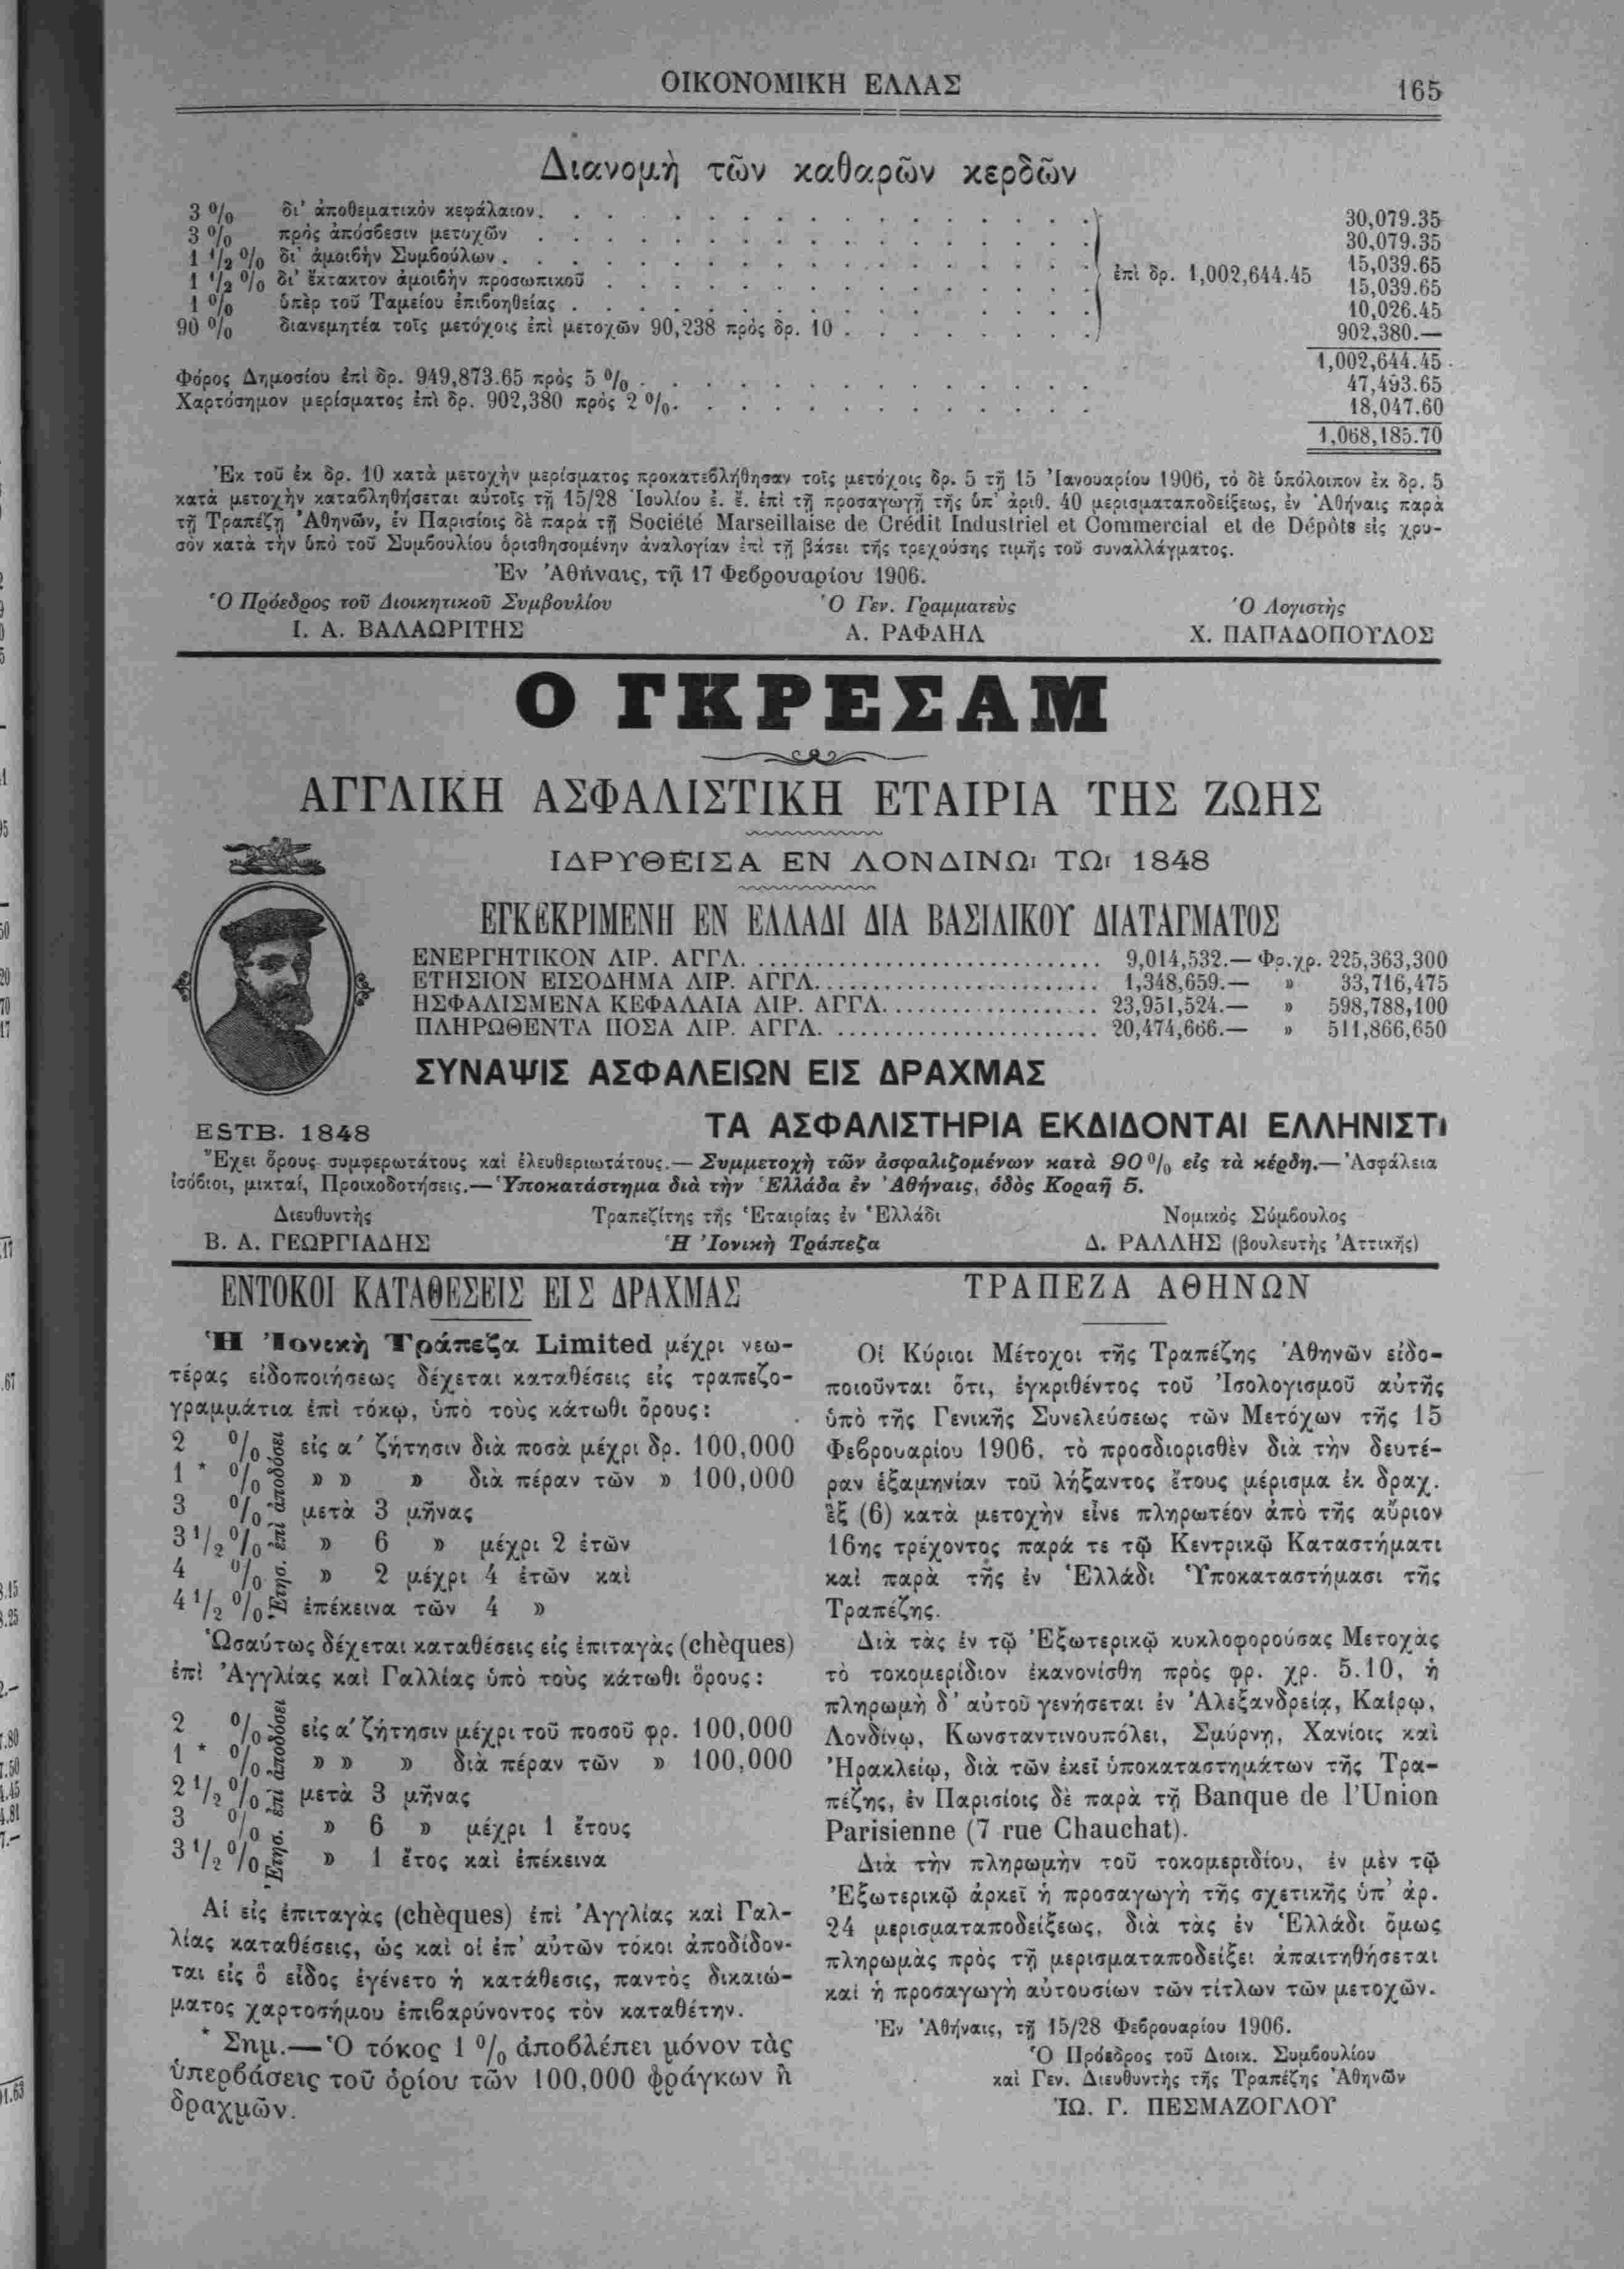 ΟΙΚΟΝΟΜΙΚΗ ΕΛΛΑΣ
165
Διανομὴ τῶν καθαρῶν κερδῶν
3 % δι' ἀποθεματικὸν κεφάλαιον. 30,079.35
3 % πρὸς ἀπόσβεσιν μετοχῶν 30,079.35
1 1/2 % δι' ἀμοιβὴν Συμβούλων. 15,039.65
1 1/2 % δι' ἔκτακτον ἀμοιβὴν προσωπικοῦ ἐπὶ δρ. 1,002,644.45 15,039.65
1 % ὑπὲρ τοῦ Ταμείου ἐπιβοηθείας 10,026.45
90 % διανεμητέα τοῖς μετόχοις ἐπὶ μετοχῶν 90,238 πρὸς δρ. 10 902,380.—
1,002,644.45
Φόρος Δημοσίου ἐπὶ δρ. 949,873.65 πρὸς 5 % 47,493.65
Χαρτόσημον μερίσματος ἐπὶ δρ. 902,380 πρὸς 2 %. 18,047.60
1,068,185.70
Ἐκ τοῦ ἐκ δρ. 10 κατὰ μετοχὴν μερίσματος προκατεβλήθησαν τοῖς μετόχοις δρ. 5 τῇ 15 Ἰανουαρίου 1906, τὸ δὲ ὑπόλοιπον ἐκ δρ. 5
κατὰ μετοχὴν καταβληθήσεται αὐτοῖς τῇ 15/28 Ἰουλίου ἐ. ἔ. ἐπὶ τῇ προσαγωγῇ τῆς ὑπ' ἀριθ. 40 μερισματαποδείξεως, ἐν Ἀθήναις παρὰ
τῇ Τραπέζῃ Ἀθηνῶν, ἐν Παρισίοις δὲ παρὰ τῇ Société Marseillaise de Crédit Industriel et Commercial et de Dépôts εἰς χρυ-
σὸν κατὰ τὴν ὑπὸ τοῦ Συμβουλίου ὁρισθησομένην ἀναλογίαν ἐπὶ τῇ βάσει τῆς τρεχούσης τιμῆς τοῦ συναλλάγματος.
Ἐν Ἀθήναις, τῇ 17 Φεβρουαρίου 1906.
Ὁ Πρόεδρος τοῦ Διοικητικοῦ Συμβουλίου Ὁ Γεν. Γραμματεὺς Ὁ Λογιστὴς
Ι. Α. ΒΑΛΑΩΡΙΤΗΣ Α. ΡΑΦΑΗΛ Χ. ΠΑΠΑΔΟΠΟΥΛΟΣ
Ο ΓΚΡΕΣΑΜ
ΑΓΓΛΙΚΗ ΑΣΦΑΛΙΣΤΙΚΗ ΕΤΑΙΡΙΑ ΤΗΣ ΖΩΗΣ
ΙΔΡΥΘΕΙΣΑ ΕΝ ΛΟΝΔΙΝΩι ΤΩι 1848
ΕΓΚΕΚΡΙΜΕΝΗ ΕΝ ΕΛΛΑΔΙ ΔΙΑ ΒΑΣΙΛΙΚΟΥ ΔΙΑΤΑΓΜΑΤΟΣ
ΕΝΕΡΓΗΤΙΚΟΝ ΛΙΡ. ΑΓΓΛ. 9,014,532.— Φρ.χρ. 225,363,300
ΕΤΗΣΙΟΝ ΕΙΣΟΔΗΜΑ ΛΙΡ. ΑΓΓΛ. 1,348,659.— » 33,716,475
ΗΣΦΑΛΙΣΜΕΝΑ ΚΕΦΑΛΑΙΑ ΛΙΡ. ΑΓΓΛ. 23,951,524.— » 598,788,100
ΠΛΗΡΩΘΕΝΤΑ ΠΟΣΑ ΛΙΡ. ΑΓΓΛ. 20,474,666.— » 511,866,650
ΣΥΝΑΨΙΣ ΑΣΦΑΛΕΙΩΝ ΕΙΣ ΔΡΑΧΜΑΣ
ΤΑ ΑΣΦΑΛΙΣΤΗΡΙΑ ΕΚΔΙΔΟΝΤΑΙ ΕΛΛΗΝΙΣΤι
ESTB. 1848
Ἔχει ὅρους συμφερωτάτους καὶ ἐλευθεριωτάτους.— Συμμετοχὴ τῶν ἀσφαλιζομένων κατὰ 90 % εἰς τὰ κέρδη.— Ἀσφάλεια
ἰσόβιοι, μικταί, Προικοδοτήσεις.— Ὑποκατάστημα διὰ τὴν Ἑλλάδα ἐν Ἀθήναις, ὁδὸς Κοραῆ 5.
Διευθυντὴς Τραπεζίτης τῆς Ἑταιρίας ἐν Ἑλλάδι Νομικὸς Σύμβουλος
Β. Α. ΓΕΩΡΓΙΑΔΗΣ Ἡ Ἰονικὴ Τράπεζα Δ. ΡΑΛΛΗΣ (βουλευτὴς Ἀττικῆς)
ΕΝΤΟΚΟΙ ΚΑΤΑΘΕΣΕΙΣ ΕΙΣ ΔΡΑΧΜΑΣ
Ἡ Ἰονικὴ Τράπεζα Limited μέχρι νεω-
τέρας εἰδοποιήσεως δέχεται καταθέσεις εἰς τραπεζο-
γραμμάτια ἐπὶ τόκῳ, ὑπὸ τοὺς κάτωθι ὅρους:
Ἐτησ. ἐπὶ ἀποδόσει
2 % εἰς α' ζήτησιν διὰ ποσὰ μέχρι δρ. 100,000
1 * % » » » διὰ πέραν τῶν » 100,000
3 % μετὰ 3 μῆνας
3 1/2 % » 6 » μέχρι 2 ἐτῶν
4 % » 2 μέχρι 4 ἐτῶν καὶ
4 1/2 % ἐπέκεινα τῶν 4 »
Ὡσαύτως δέχεται καταθέσεις εἰς ἐπιταγὰς (chèques)
ἐπὶ Ἀγγλίας καὶ Γαλλίας ὑπὸ τοὺς κάτωθι ὅρους:
Ἐτησ. ἐπὶ ἀποδόσει
2 % εἰς α' ζήτησιν μέχρι τοῦ ποσοῦ φρ. 100,000
1 * % » » » διὰ πέραν τῶν » 100,000
2 1/2 % μετὰ 3 μῆνας
3 % » 6 » μέχρι 1 ἔτους
3 1/2 % » 1 ἔτος καὶ ἐπέκεινα
Αἱ εἰς ἐπιταγὰς (chèques) ἐπὶ Ἀγγλίας καὶ Γαλ-
λίας καταθέσεις, ὡς καὶ οἱ ἐπ' αὐτῶν τόκοι ἀποδίδον-
ται εἰς ὃ εἶδος ἐγένετο ἡ κατάθεσις, παντὸς δικαιώ-
ματος χαρτοσήμου ἐπιβαρύνοντος τὸν καταθέτην.
* Σημ.—Ὁ τόκος 1 % ἀποβλέπει μόνον τὰς
ὑπερβάσεις τοῦ ὁρίου τῶν 100,000 φράγκων ἢ
δραχμῶν.
ΤΡΑΠΕΖΑ ΑΘΗΝΩΝ
Οἱ Κύριοι Μέτοχοι τῆς Τραπέζης Ἀθηνῶν εἰδο-
ποιοῦνται ὅτι, ἐγκριθέντος τοῦ Ἰσολογισμοῦ αὐτῆς
ὑπὸ τῆς Γενικῆς Συνελεύσεως τῶν Μετόχων τῆς 15
Φεβρουαρίου 1906, τὸ προσδιορισθὲν διὰ τὴν δευτέ-
ραν ἑξαμηνίαν τοῦ λήξαντος ἔτους μέρισμα ἐκ δραχ.
ἓξ (6) κατὰ μετοχὴν εἶνε πληρωτέον ἀπὸ τῆς αὔριον
16ης τρέχοντος παρά τε τῷ Κεντρικῷ Καταστήματι
καὶ παρὰ τῆς ἐν Ἑλλάδι Ὑποκαταστήμασι τῆς
Τραπέζης.
Διὰ τὰς ἐν τῷ Ἐξωτερικῷ κυκλοφορούσας Μετοχὰς
τὸ τοκομερίδιον ἐκανονίσθη πρὸς φρ. χρ. 5.10, ἡ
πληρωμὴ δ' αὐτοῦ γενήσεται ἐν Ἀλεξανδρείᾳ, Καίρῳ,
Λονδίνῳ, Κωνσταντινουπόλει, Σμύρνῃ, Χανίοις καὶ
Ἡρακλείῳ, διὰ τῶν ἐκεῖ ὑποκαταστημάτων τῆς Τρα-
πέζης, ἐν Παρισίοις δὲ παρὰ τῇ Banque de l'Union
Parisienne (7 rue Chauchat).
Διὰ τὴν πληρωμὴν τοῦ τοκομεριδίου, ἐν μὲν τῷ
Ἐξωτερικῷ ἀρκεῖ ἡ προσαγωγὴ τῆς σχετικῆς ὑπ' ἀρ.
24 μερισματαποδείξεως, διὰ τὰς ἐν Ἑλλάδι ὅμως
πληρωμὰς πρὸς τῇ μερισματαποδείξει ἀπαιτηθήσεται
καὶ ἡ προσαγωγὴ αὐτουσίων τῶν τίτλων τῶν μετοχῶν.
Ἐν Ἀθήναις, τῇ 15/28 Φεβρουαρίου 1906.
Ὁ Πρόεδρος τοῦ Διοικ. Συμβουλίου
καὶ Γεν. Διευθυντὴς τῆς Τραπέζης Ἀθηνῶν
ἸΩ. Γ. ΠΕΣΜΑΖΟΓΛΟΥ